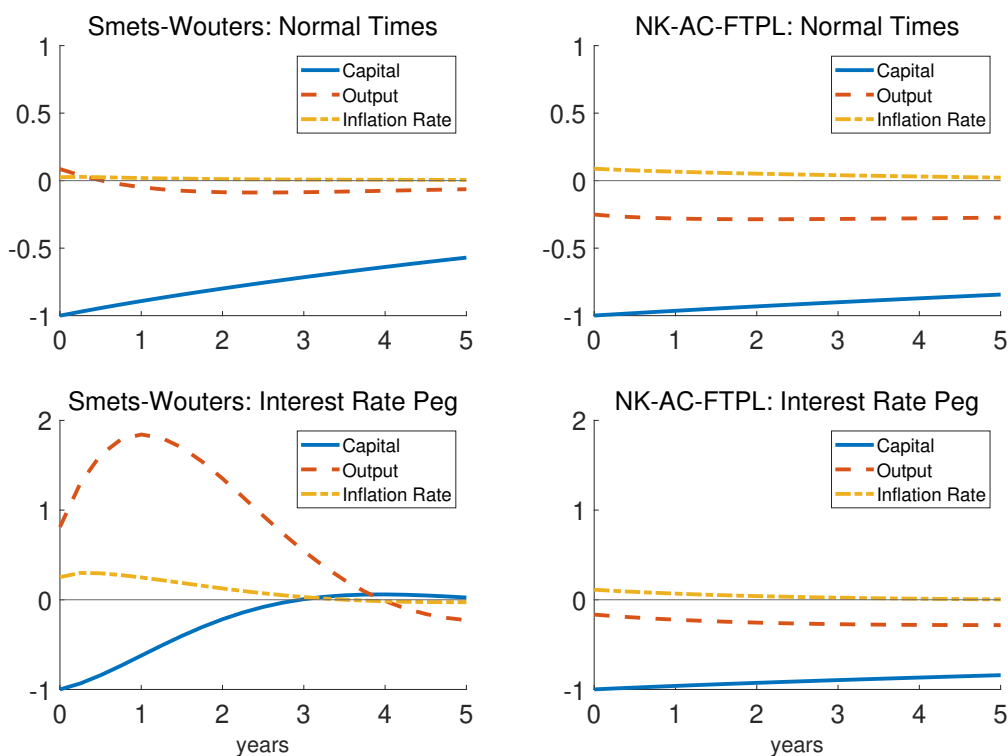 Smets-Wouters: Normal Times
1
0.5
0
-0.5
-1
0 1 2 3 4 5
Capital
Output
Inflation Rate
NK-AC-FTPL: Normal Times
1
0.5
0
-0.5
-1
0 1 2 3 4 5
Capital
Output
Inflation Rate
Smets-Wouters: Interest Rate Peg
2
1
0
-1
0 1 2 3 4 5
years
Capital
Output
Inflation Rate
NK-AC-FTPL: Interest Rate Peg
2
1
0
-1
0 1 2 3 4 5
years
Capital
Output
Inflation Rate